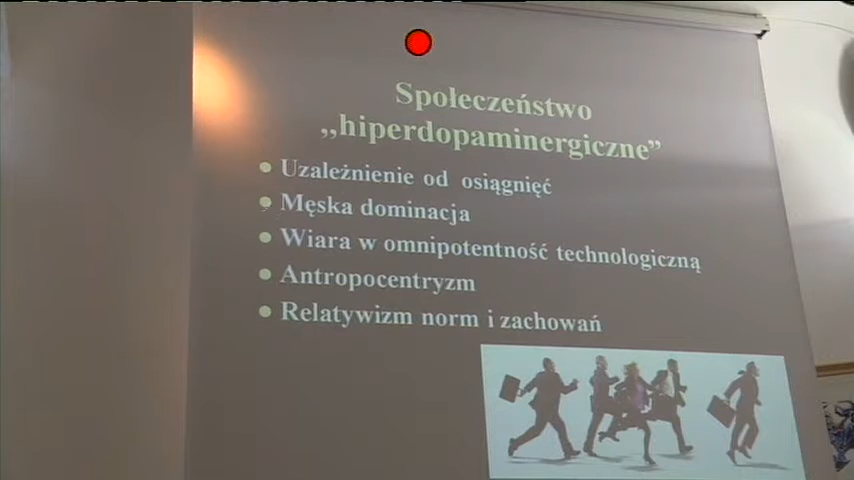 Społeczeństwo
„hiperdopaminergiczne”
Uzależnienie od osiągnięć
Męska dominacja
Wiara w omnipotentność technologiczną
Antropocentryzm
Relatywizm norm i zachowań